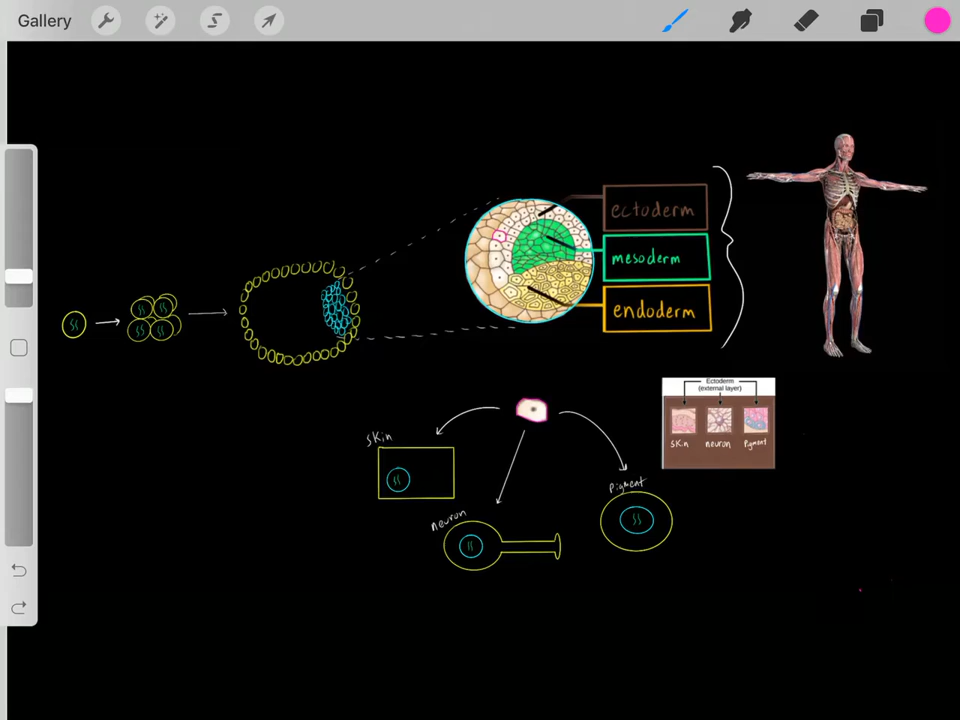 Gallery
ectoderm
mesoderm
endoderm
Ectoderm
(external layer)
skin
neuron
pigment
skin
pigment
neuron